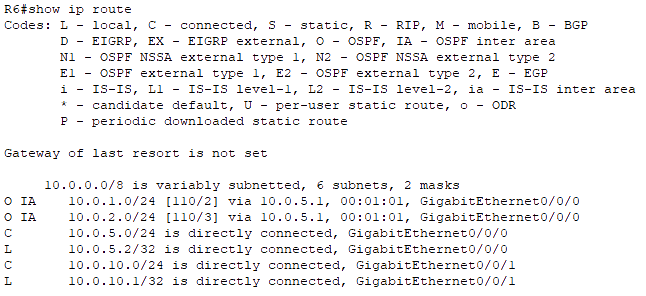 R6#show ip route
Codes: L - local, C - connected, S - static, R - RIP, M - mobile, B - BGP
D - EIGRP, EX - EIGRP external, O - OSPF, IA - OSPF inter area
N1 - OSPF NSSA external type 1, N2 - OSPF NSSA external type 2
E1 - OSPF external type 1, E2 - OSPF external type 2, E - EGP
i - IS-IS, L1 - IS-IS level-1, L2 - IS-IS level-2, ia - IS-IS inter area
* - candidate default, U - per-user static route, o - ODR
P - periodic downloaded static route
Gateway of last resort is not set
10.0.0.0/8 is variably subnetted, 6 subnets, 2 masks
O IA 10.0.1.0/24 [110/2] via 10.0.5.1, 00:01:01, GigabitEthernet0/0/0
O IA 10.0.2.0/24 [110/3] via 10.0.5.1, 00:01:01, GigabitEthernet0/0/0
C 10.0.5.0/24 is directly connected, GigabitEthernet0/0/0
L 10.0.5.2/32 is directly connected, GigabitEthernet0/0/0
C 10.0.10.0/24 is directly connected, GigabitEthernet0/0/1
L 10.0.10.1/32 is directly connected, GigabitEthernet0/0/1